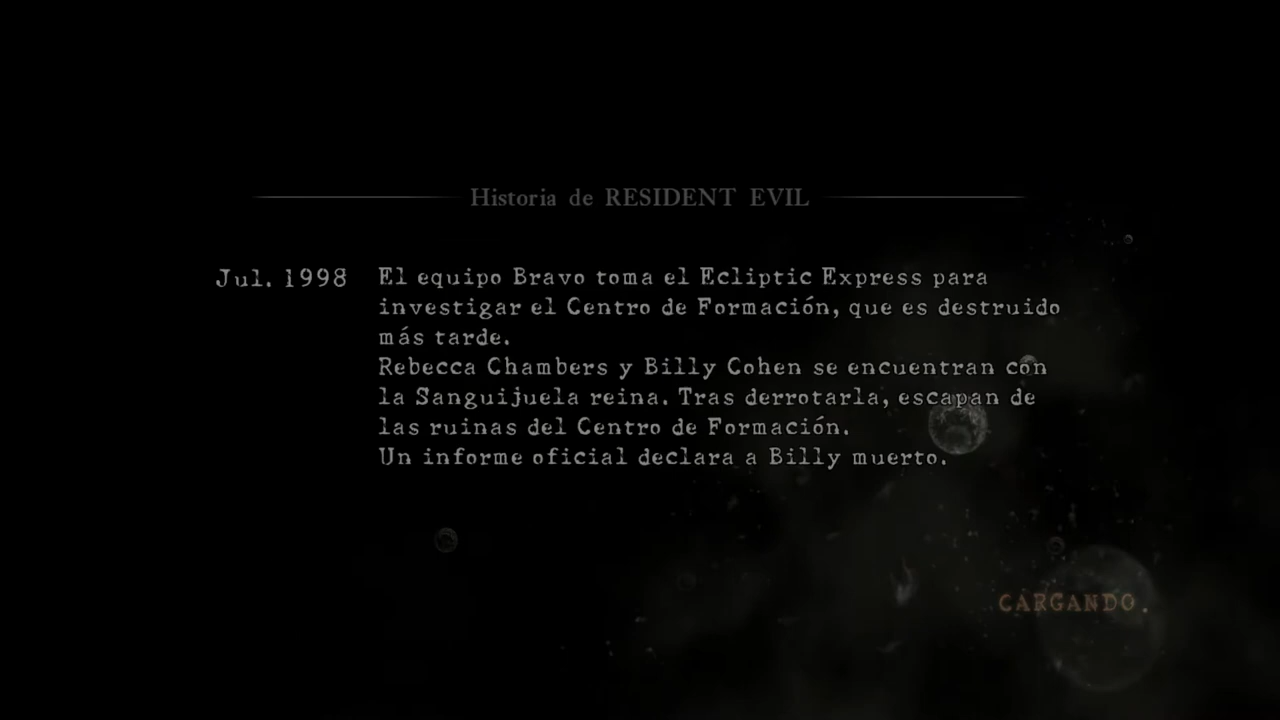 Historia de RESIDENT EVIL
Jul. 1998 El equipo Bravo toma el Ecliptic Express para
investigar el Centro de Formación, que es destruido
más tarde.
Rebecca Chambers y Billy Cohen se encuentran con
la Sanguijuela reina. Tras derrotarla, escapan de
las ruinas del Centro de Formación.
Un informe oficial declara a Billy muerto.
CARGANDO.